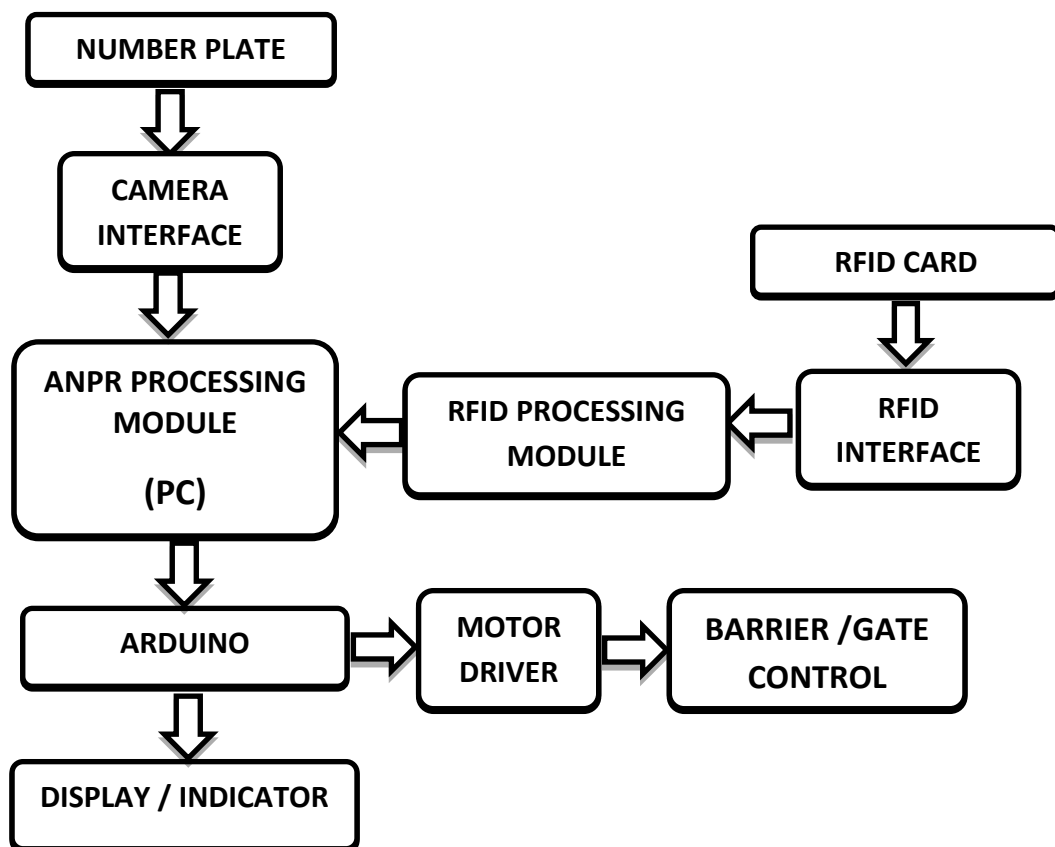 NUMBER PLATE
CAMERA
INTERFACE
RFID CARD
ANPR PROCESSING
MODULE
(PC)
RFID PROCESSING
MODULE
RFID
INTERFACE
ARDUINO
MOTOR
DRIVER
BARRIER /GATE
CONTROL
DISPLAY / INDICATOR